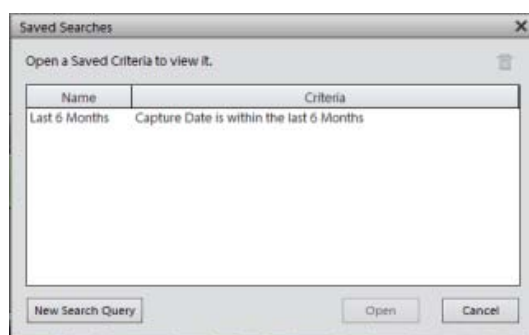 Saved Searches
Open a Saved Criteria to view it.
Name Criteria
Last 6 Months Capture Date is within the last 6 Months
New Search Query Open Cancel